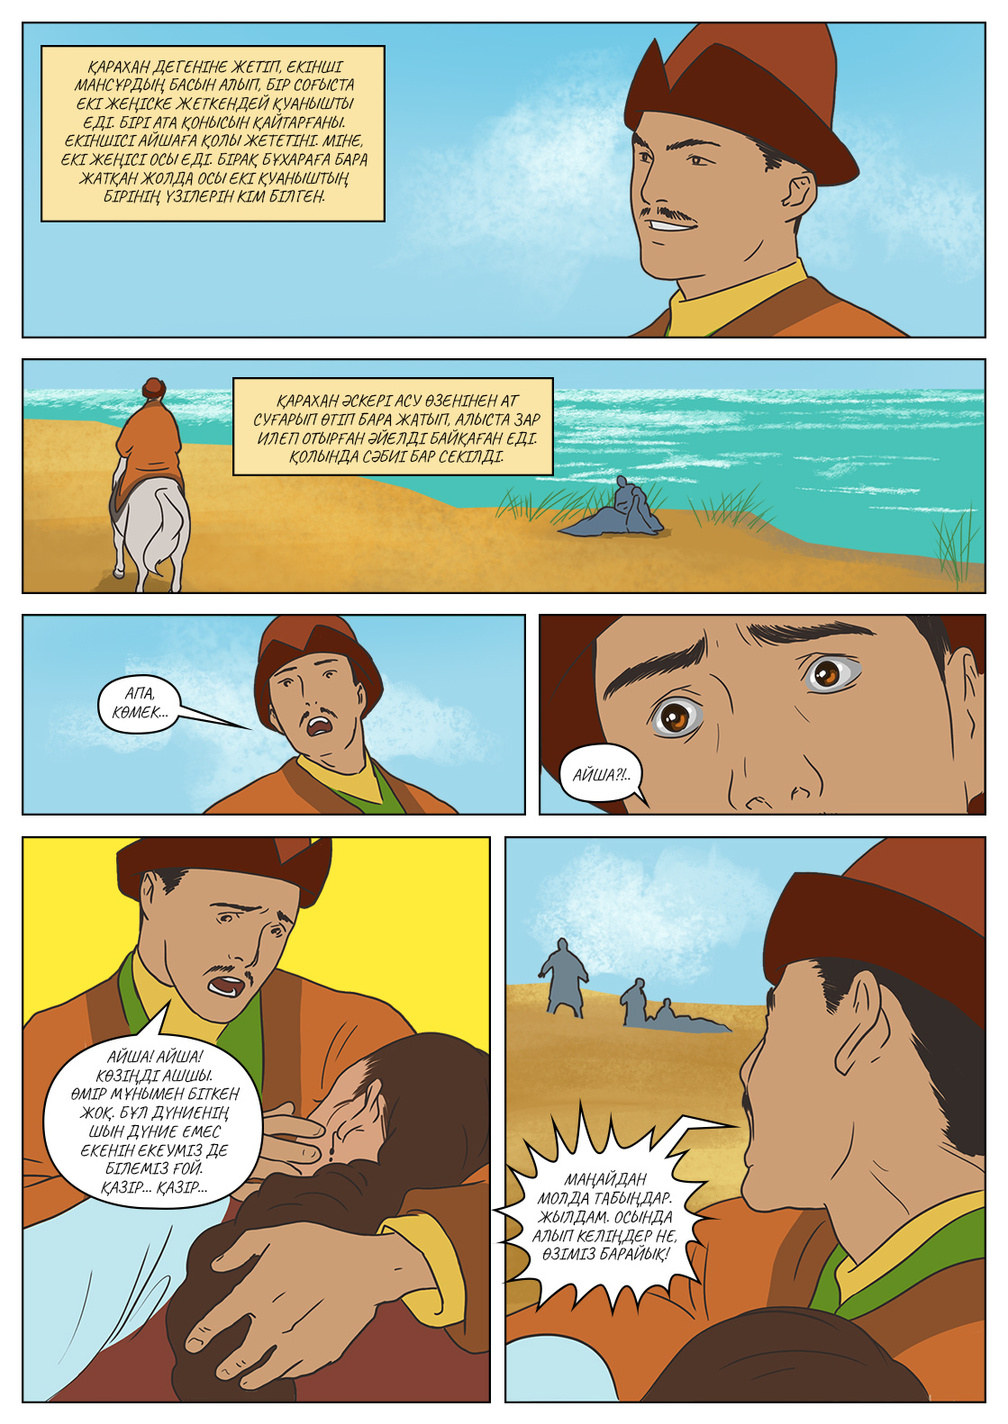 ҚАРАХАН ДЕГЕНІНЕ ЖЕТІП, ЕКІНШІ
МАНСҰРДЫҢ БАСЫН АЛЫП, БІР СОҒЫСТА
ЕКІ ЖЕҢІСКЕ ЖЕТКЕНДЕЙ ҚУАНЫШТЫ
ЕДІ. БІРІ АТА ҚОНЫСЫН ҚАЙТАРҒАНЫ.
ЕКІНШІСІ АЙШАҒА ҚОЛЫ ЖЕТЕТІНІ. МІНЕ,
ЕКІ ЖЕҢІСІ ОСЫ ЕДІ. БІРАҚ БҰХАРАҒА БАРА
ЖАТҚАН ЖОЛДА ОСЫ ЕКІ ҚУАНЫШТЫҢ
БІРІНІҢ ҮЗІЛЕРІН КІМ БІЛГЕН.
ҚАРАХАН ӘСКЕРІ АСУ ӨЗЕНІНЕН АТ
СУҒАРЫП ӨТІП БАРА ЖАТЫП, АЛЫСТА ЗАР
ИЛЕП ОТЫРҒАН ӘЙЕЛДІ БАЙҚАҒАН ЕДІ.
ҚОЛЫНДА СӘБИІ БАР СЕКІЛДІ.
АПА,
КӨМЕК...
АЙША?!..
АЙША! АЙША!
КӨЗІҢДІ АШШЫ.
ӨМІР МҰНЫМЕН БІТКЕН
ЖОҚ. БҰЛ ДҮНИЕНІҢ
ШЫН ДҮНИЕ ЕМЕС
ЕКЕНІН ЕКЕУМІЗ ДЕ
БІЛЕМІЗ ҒОЙ.
ҚАЗІР... ҚАЗІР...
МАҢАЙДАН
МОЛДА ТАБЫҢДАР.
ЖЫЛДАМ. ОСЫНДА
АЛЫП КЕЛІҢДЕР НЕ,
ӨЗІМІЗ БАРАЙЫҚ!